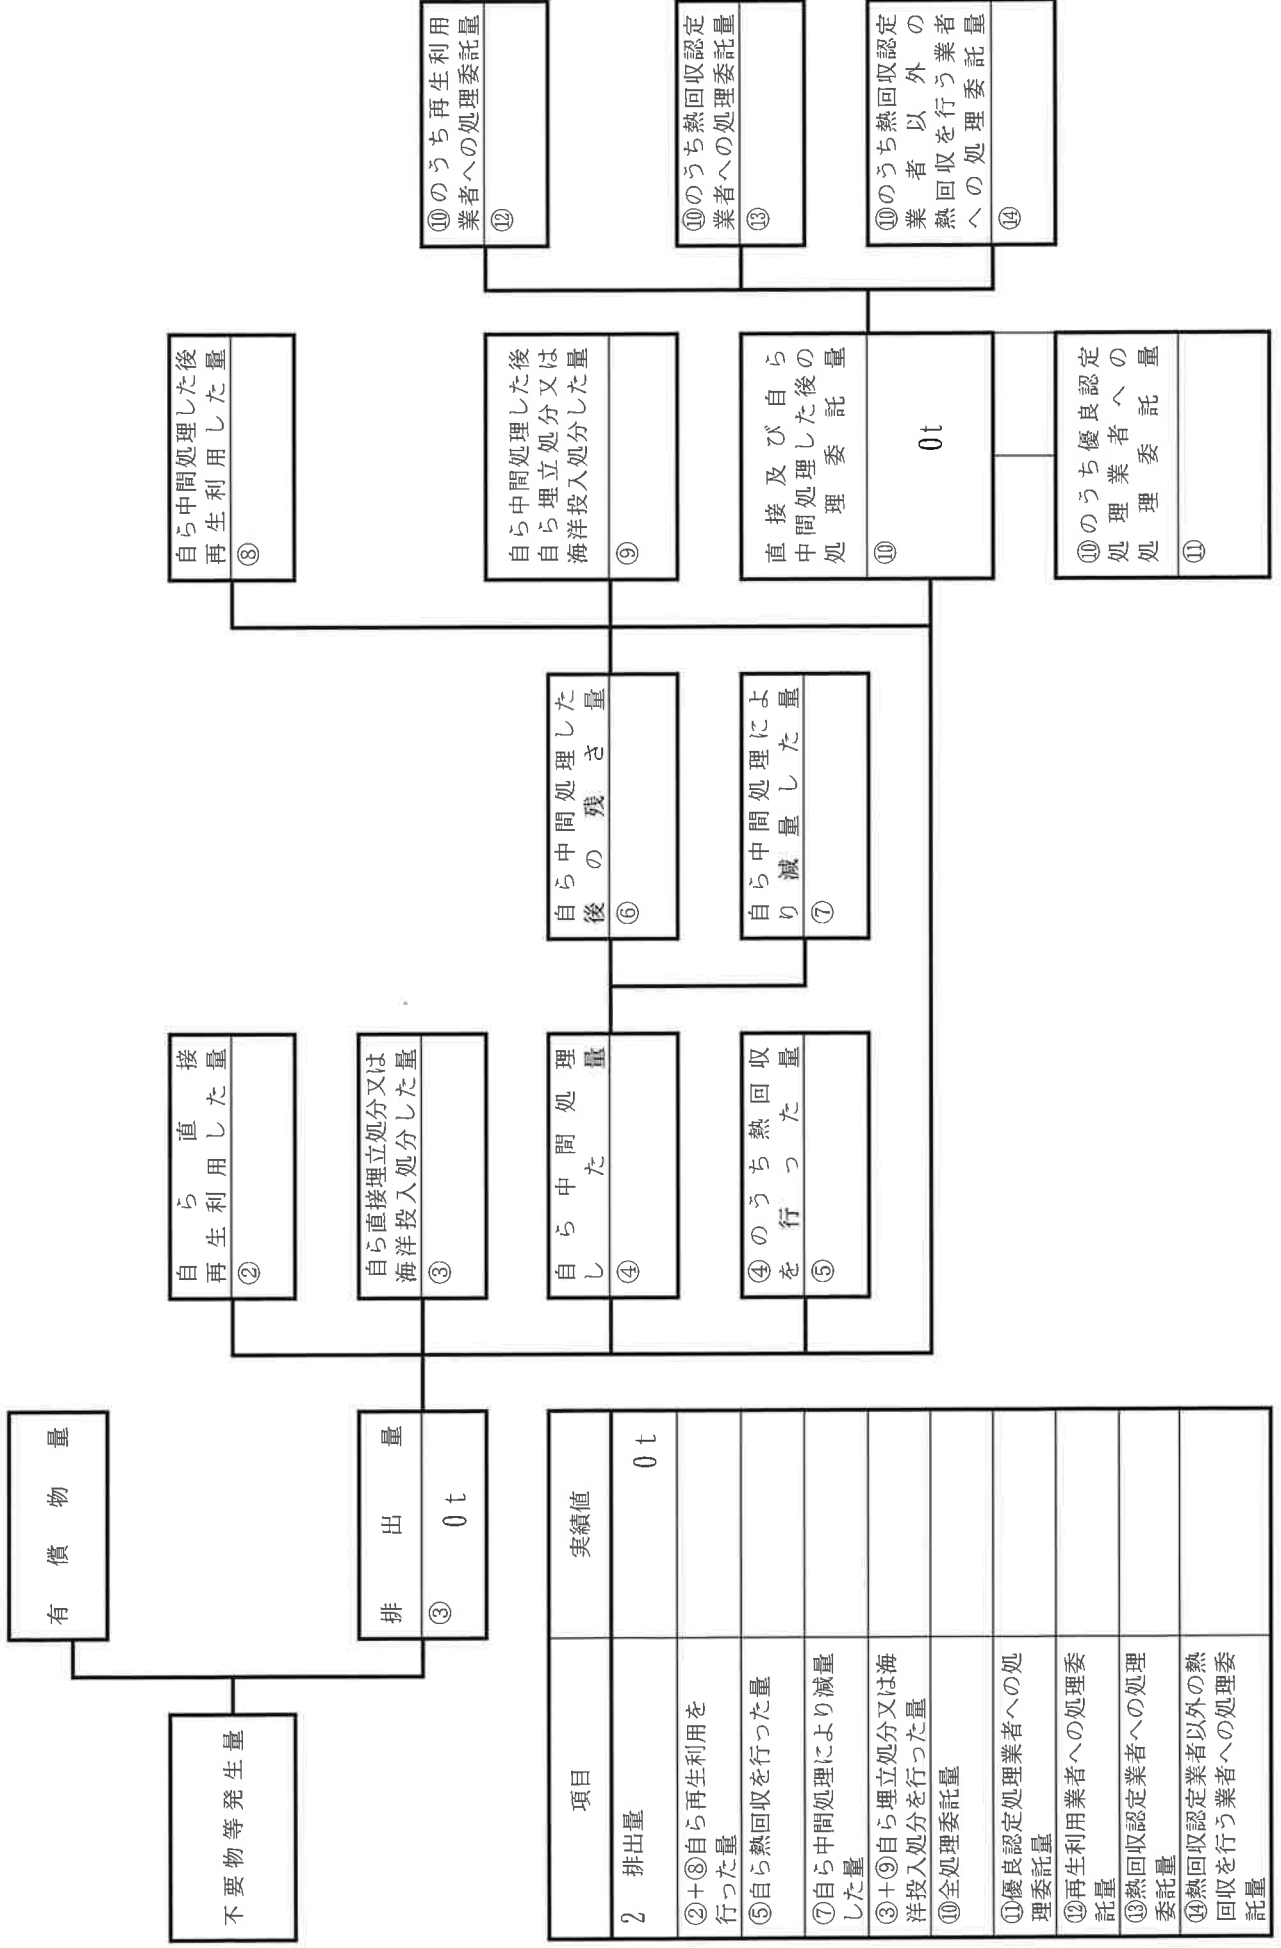 不要物等発生量
有償物量
排出量
③
0 t
自ら直接
再生利用した量
②
自ら直接埋立処分又は
海洋投入処分した量
③
自ら中間処理
した量
④
④のうち熱回収
を行った量
⑤
自ら中間処理した
後の残さ量
⑥
自ら中間処理によ
り減量した量
⑦
自ら中間処理した後
再生利用した量
⑧
自ら中間処理した後
自ら埋立処分又は
海洋投入処分した量
⑨
直接及び自ら
中間処理した後の
処理委託量
⑩
0 t
⑩のうち優良認定
処理業者への
処理委託量
⑪
⑩のうち再生利用
業者への処理委託量
⑫
⑩のうち熱回収認定
業者への処理委託量
⑬
⑩のうち熱回収認定
業者以外の
熱回収を行う業者
への処理委託量
⑭
項目 実績値
2 排出量 0 t
②+⑧自ら再生利用を
行った量
⑤自ら熱回収を行った量
⑦自ら中間処理により減量
した量
③+⑨自ら埋立処分又は海
洋投入処分を行った量
⑩全処理委託量
⑪優良認定処理業者への処
理委託量
⑫再生利用業者への処理委
託量
⑬熱回収認定業者への処理
委託量
⑭熱回収認定業者以外の熱
回収を行う業者への処理委
託量